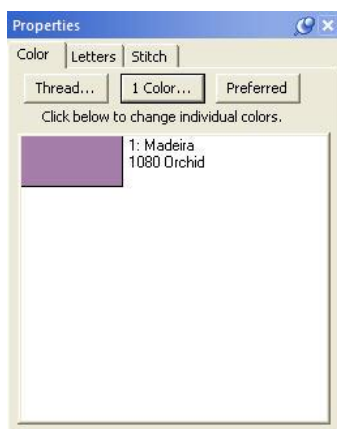 Properties
Color Letters Stitch
Thread... 1 Color... Preferred
Click below to change individual colors.
1: Madeira
1080 Orchid